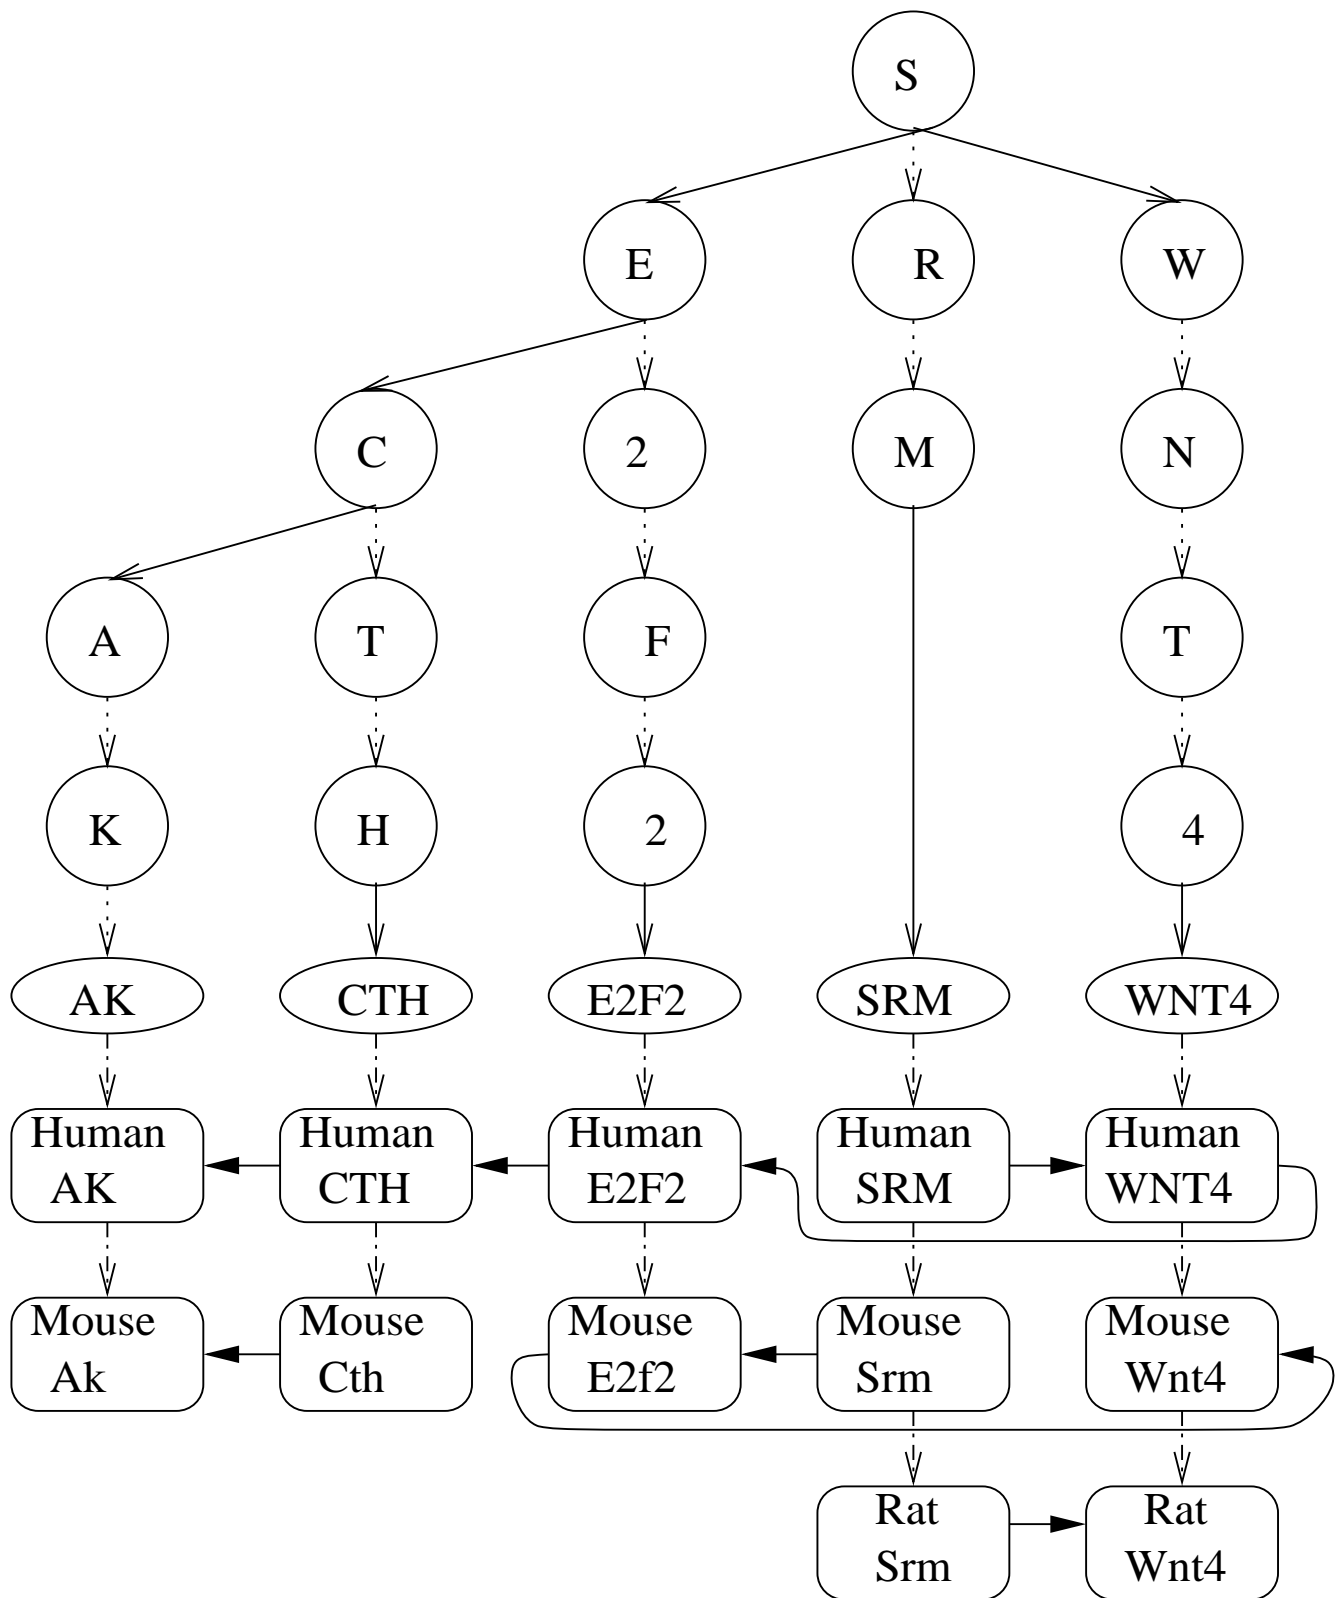 S
E
R
W
C
2
M
N
A
T
F
T
K
H
2
4
AK
CTH
E2F2
SRM
WNT4
Human
AK
Human
CTH
Human
E2F2
Human
SRM
Human
WNT4
Mouse
Ak
Mouse
Cth
Mouse
E2f2
Mouse
Srm
Mouse
Wnt4
Rat
Srm
Rat
Wnt4